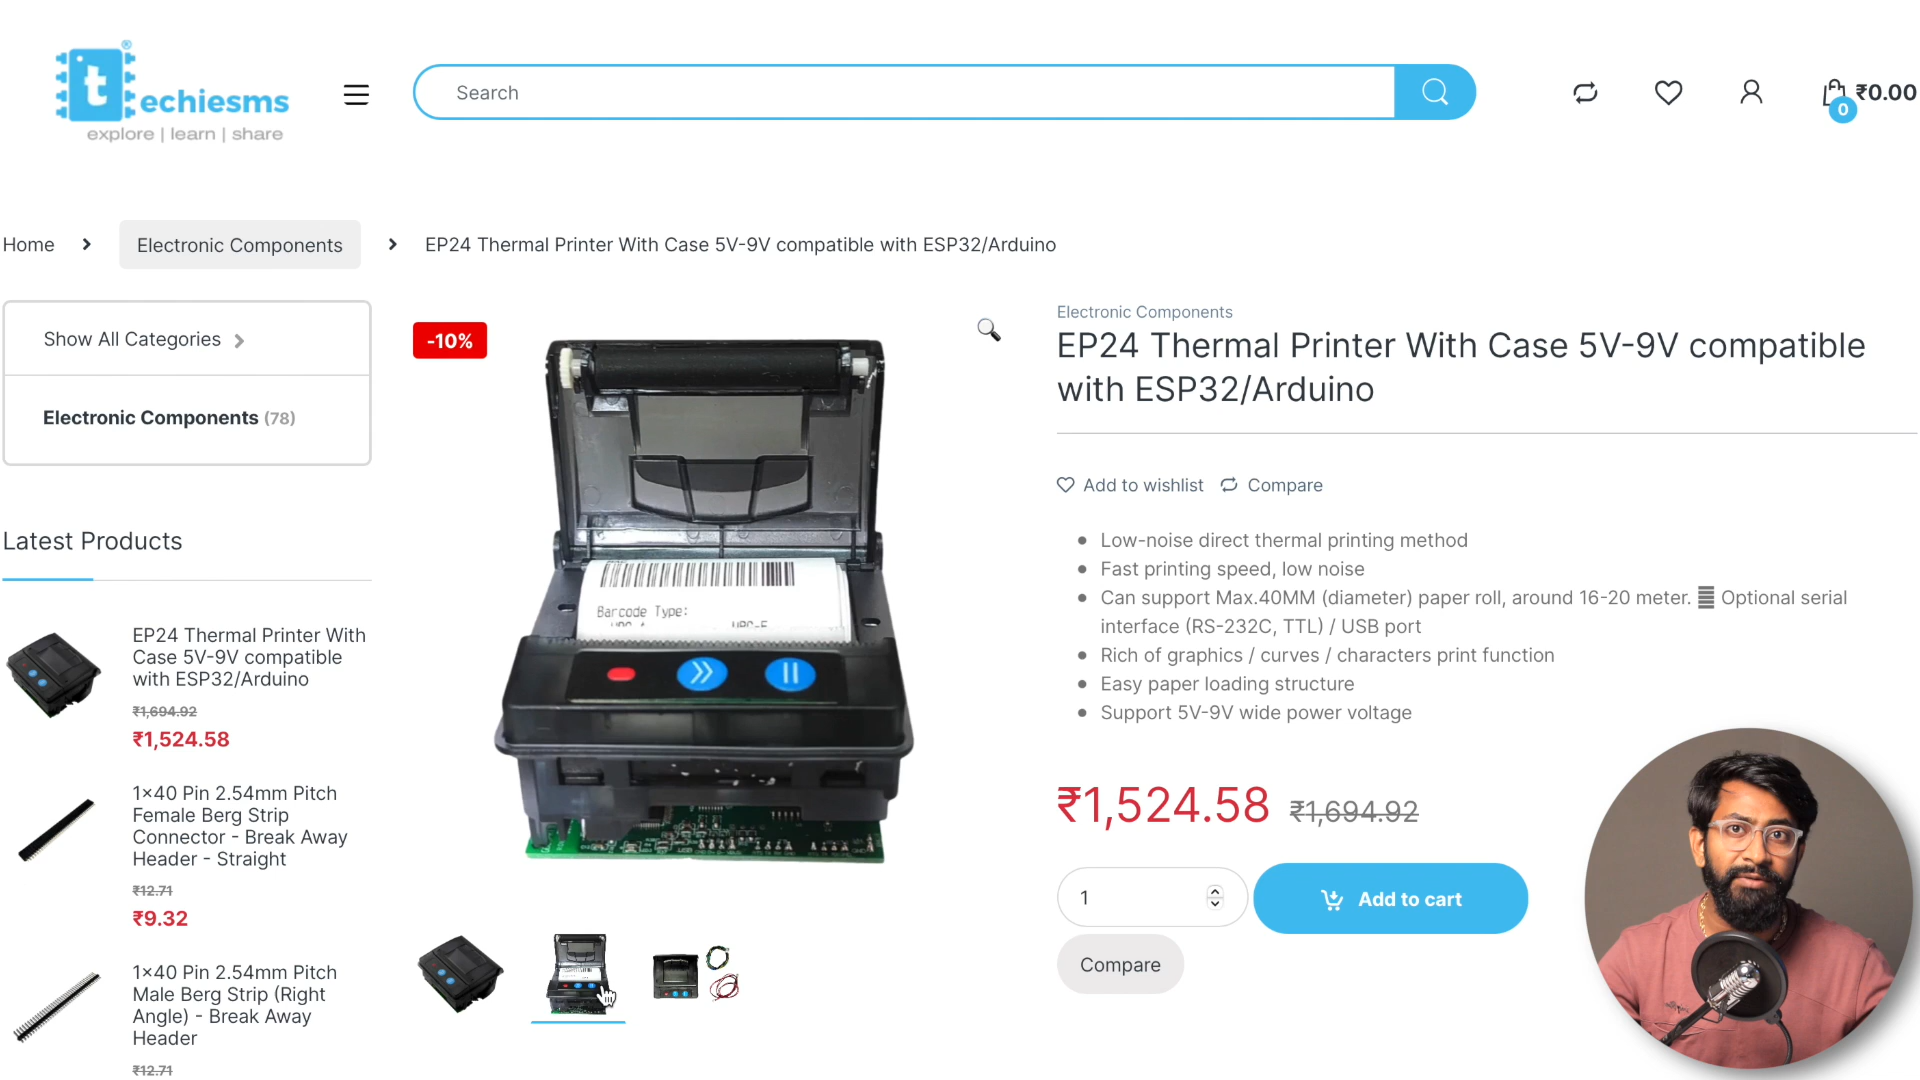 techiesms
explore | learn | share
Search
₹0.00
0
Home
Electronic Components
EP24 Thermal Printer With Case 5V-9V compatible with ESP32/Arduino
Show All Categories
Electronic Components (78)
Latest Products
EP24 Thermal Printer With
Case 5V-9V compatible
with ESP32/Arduino
₹1,694.92
₹1,524.58
1×40 Pin 2.54mm Pitch
Female Berg Strip
Connector - Break Away
Header - Straight
₹12.71
₹9.32
1×40 Pin 2.54mm Pitch
Male Berg Strip (Right
Angle) - Break Away
Header
₹12.71
-10%
Barcode Type:
Electronic Components
EP24 Thermal Printer With Case 5V-9V compatible
with ESP32/Arduino
Add to wishlist
Compare
Low-noise direct thermal printing method
Fast printing speed, low noise
Can support Max.40MM (diameter) paper roll, around 16-20 meter. Optional serial
interface (RS-232C, TTL) / USB port
Rich of graphics / curves / characters print function
Easy paper loading structure
Support 5V-9V wide power voltage
₹1,524.58 ₹1,694.92
1
Add to cart
Compare